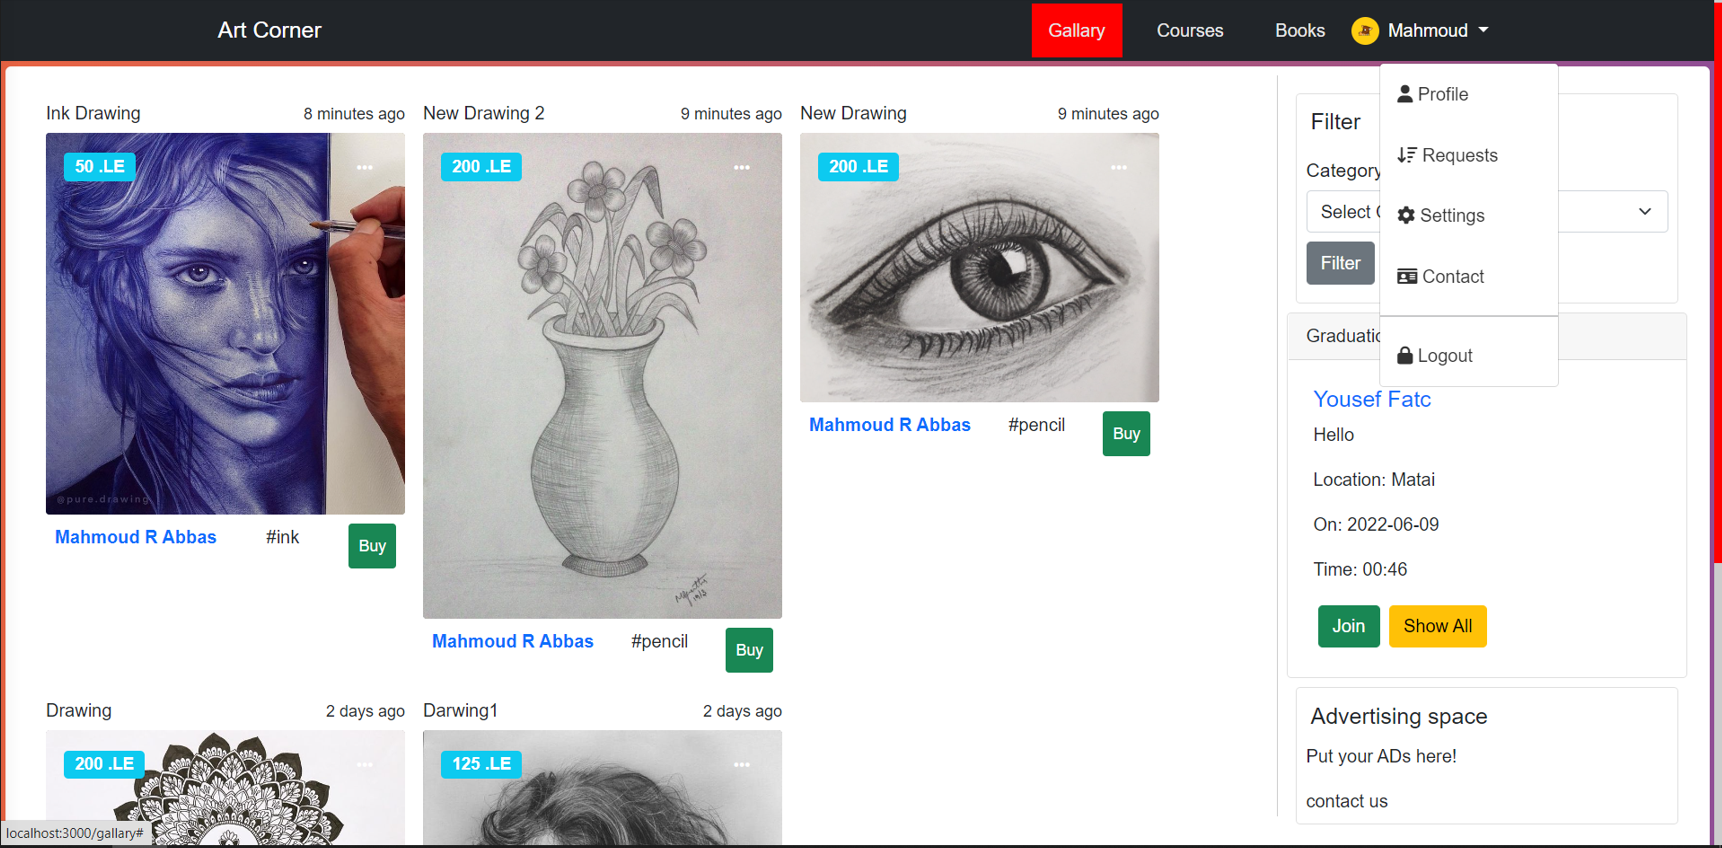 Art Corner
Gallary
Courses
Books
Mahmoud
Profile
Requests
Settings
Contact
Logout
Ink Drawing
8 minutes ago
50 .LE
@pure.drawing
Mahmoud R Abbas
#ink
Buy
New Drawing 2
9 minutes ago
200 .LE
Mahmoud R Abbas
#pencil
Buy
New Drawing
9 minutes ago
200 .LE
Mahmoud R Abbas
#pencil
Buy
Drawing
2 days ago
200 .LE
Darwing1
2 days ago
125 .LE
Filter
Category
Select
Filter
Yousef Fatc
Hello
Location: Matai
On: 2022-06-09
Time: 00:46
Join
Show All
Advertising space
Put your ADs here!
contact us
localhost:3000/gallary#